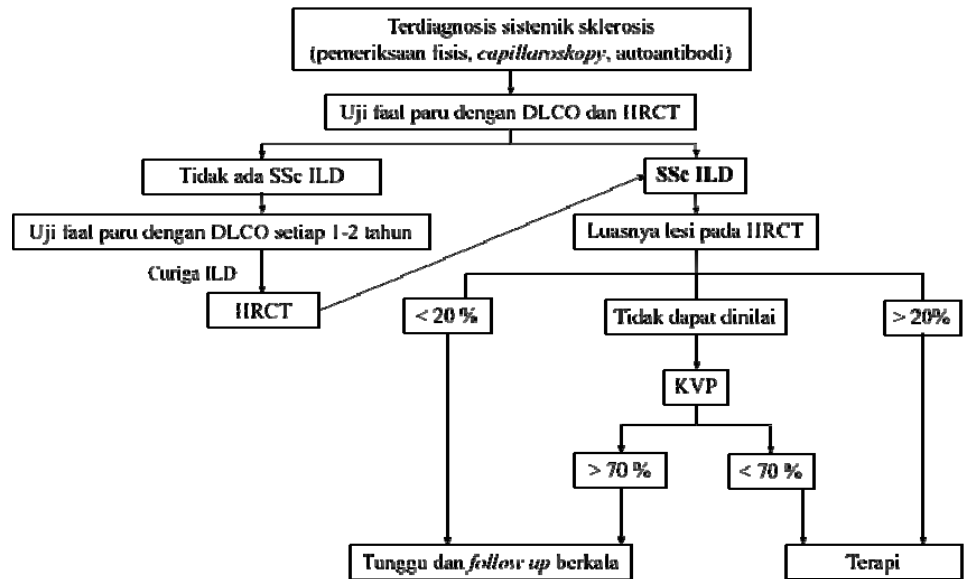 Terdiagnosis sistemik sklerosis
(pemeriksaan fisis, capillaroskopy, autoantibodi)
Uji faal paru dengan DLCO dan HRCT
Tidak ada SSc ILD
SSc ILD
Uji faal paru dengan DLCO setiap 1-2 tahun
Luasnya lesi pada HRCT
Curiga ILD
HRCT
< 20 %
Tidak dapat dinilai
> 20%
KVP
> 70 %
< 70 %
Tunggu dan follow up berkala
Terapi